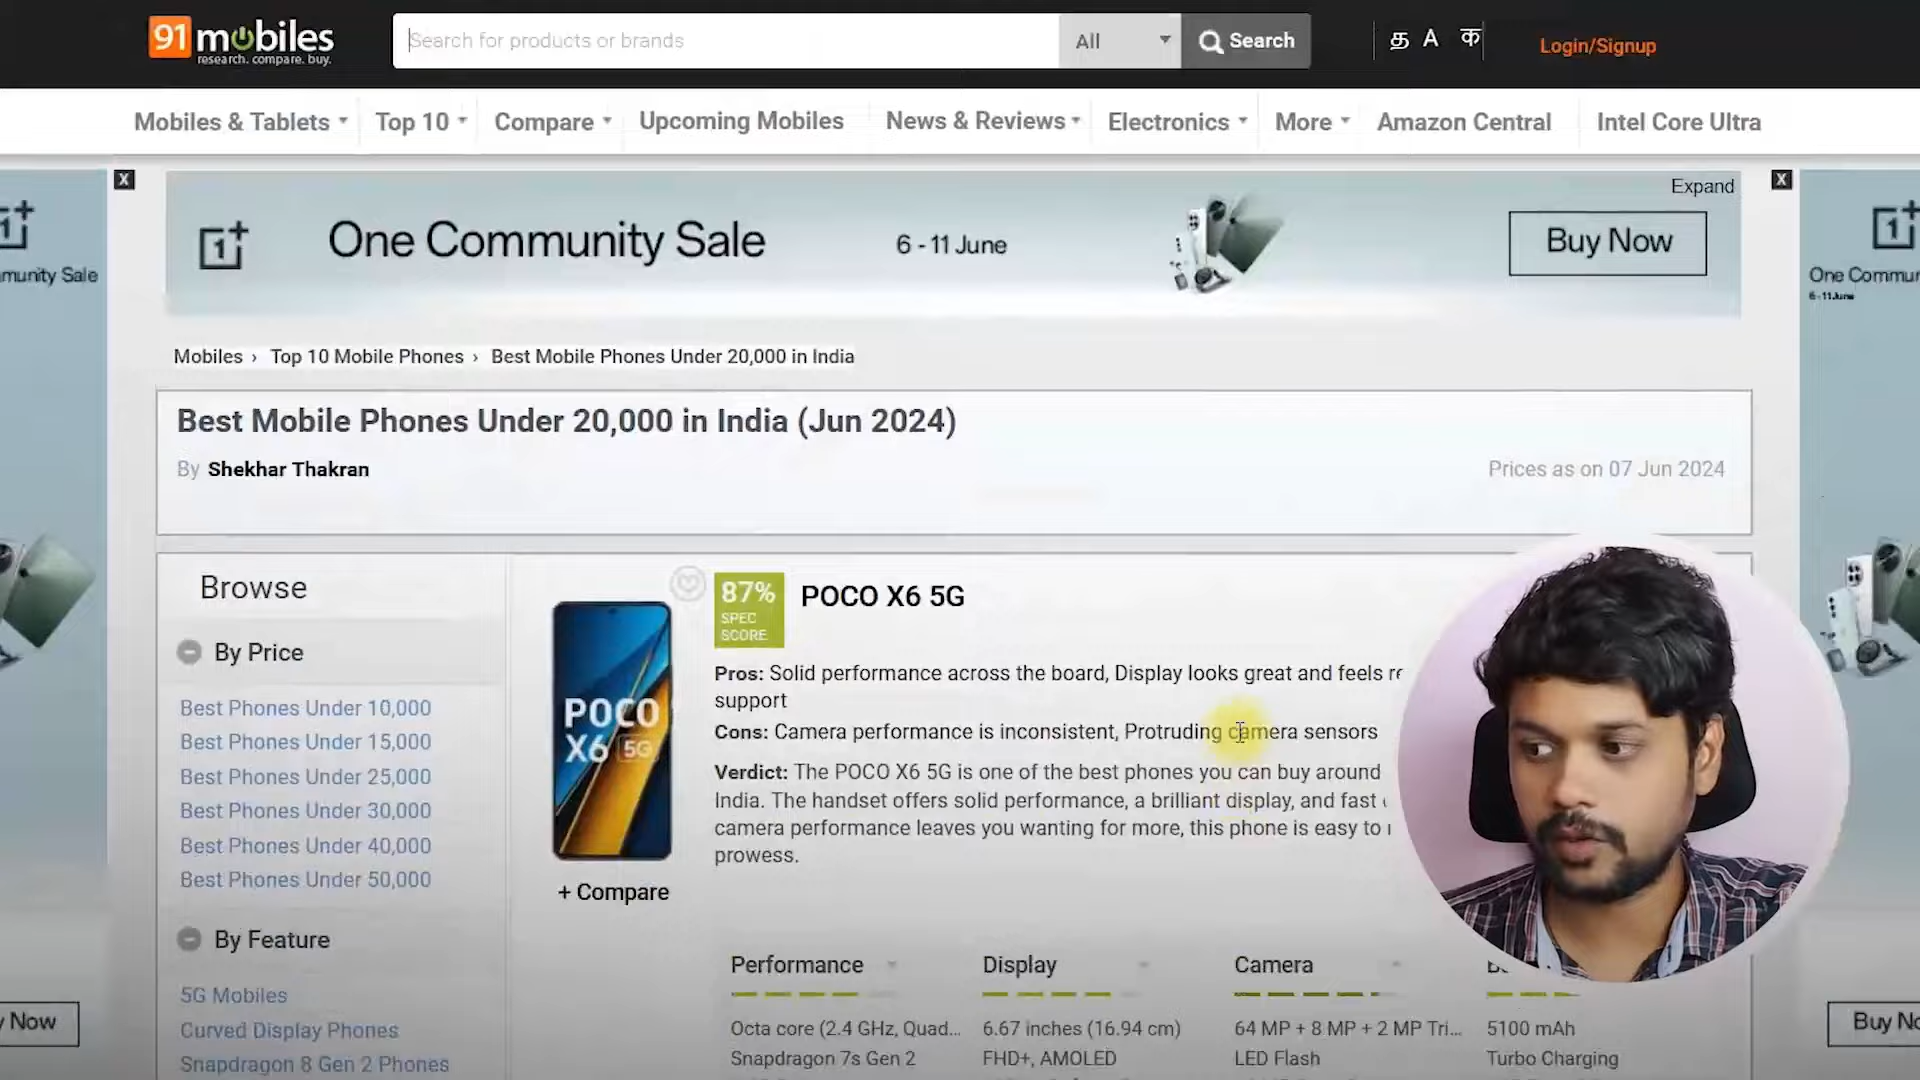 91mobiles
research. compare. buy.
Search for products or brands
All
Search
த A क
Login/Signup
Mobiles & Tablets
Top 10
Compare
Upcoming Mobiles
News & Reviews
Electronics
More
Amazon Central
Intel Core Ultra
X
One Community Sale
6 - 11 June
Expand
Buy Now
X
munity Sale
One Commun
6 - 11 June
Mobiles › Top 10 Mobile Phones › Best Mobile Phones Under 20,000 in India
Best Mobile Phones Under 20,000 in India (Jun 2024)
By Shekhar Thakran
Prices as on 07 Jun 2024
Browse
By Price
Best Phones Under 10,000
Best Phones Under 15,000
Best Phones Under 25,000
Best Phones Under 30,000
Best Phones Under 40,000
Best Phones Under 50,000
By Feature
5G Mobiles
Curved Display Phones
Snapdragon 8 Gen 2 Phones
POCO
X6 5G
+ Compare
87%
SPEC
SCORE
POCO X6 5G
Pros: Solid performance across the board, Display looks great and feels
support
Cons: Camera performance is inconsistent, Protruding camera sensors
Verdict: The POCO X6 5G is one of the best phones you can buy around
India. The handset offers solid performance, a brilliant display, and fast
camera performance leaves you wanting for more, this phone is easy to
prowess.
Performance
Octa core (2.4 GHz, Quad...
Snapdragon 7s Gen 2
Display
6.67 inches (16.94 cm)
FHD+, AMOLED
Camera
64 MP + 8 MP + 2 MP Tri...
LED Flash
5100 mAh
Turbo Charging
Now
Buy No